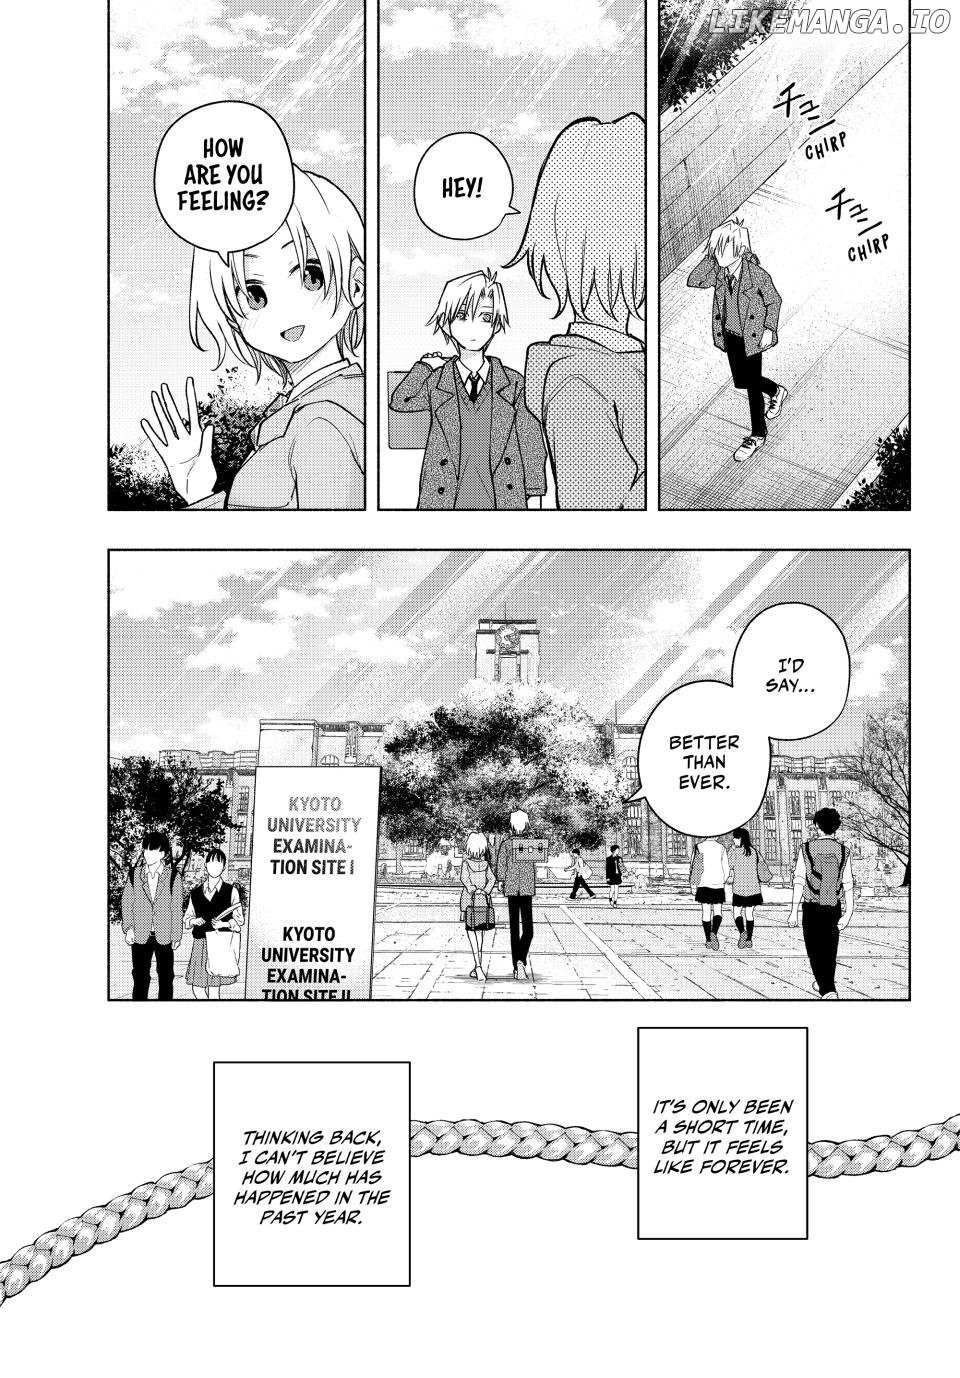 LIKEMANGA.IO
チュン
CHIRP
チュン
CHIRP
HEY!
HOW
ARE YOU
FEELING?
I'D
SAY...
BETTER
THAN
EVER.
KYOTO
UNIVERSITY
EXAMINA-
TION SITE I
KYOTO
UNIVERSITY
EXAMINA-
TION SITE II
IT'S ONLY BEEN
A SHORT TIME,
BUT IT FEELS
LIKE FOREVER.
THINKING BACK,
I CAN'T BELIEVE
HOW MUCH HAS
HAPPENED IN THE
PAST YEAR.